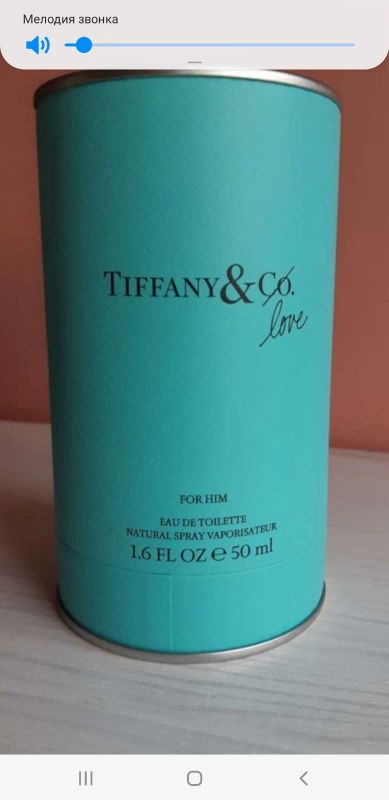 Мелодия звонка
TIFFANY & Co.
love
FOR HIM
EAU DE TOILETTE
NATURAL SPRAY VAPORISATEUR
1.6 FL OZ e 50 ml